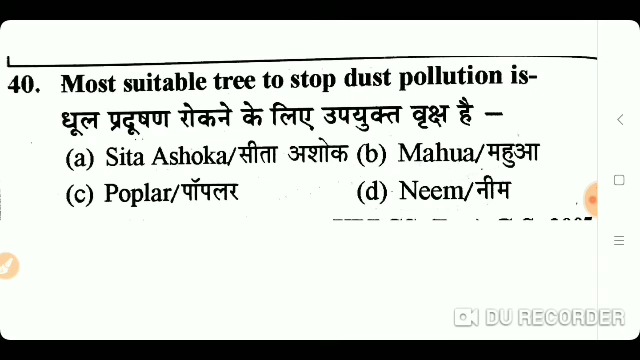 40. Most suitable tree to stop dust pollution is-
धूल प्रदूषण रोकने के लिए उपयुक्त वृक्ष है –
(a) Sita Ashoka/सीता अशोक (b) Mahua/महुआ
(c) Poplar/पॉपलर (d) Neem/नीम
DU RECORDER